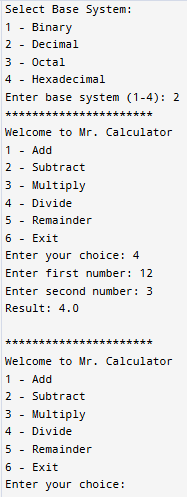 Select Base System:
1 - Binary
2 - Decimal
3 - Octal
4 - Hexadecimal
Enter base system (1-4): 2
**********************
Welcome to Mr. Calculator
1 - Add
2 - Subtract
3 - Multiply
4 - Divide
5 - Remainder
6 - Exit
Enter your choice: 4
Enter first number: 12
Enter second number: 3
Result: 4.0

**********************
Welcome to Mr. Calculator
1 - Add
2 - Subtract
3 - Multiply
4 - Divide
5 - Remainder
6 - Exit
Enter your choice: